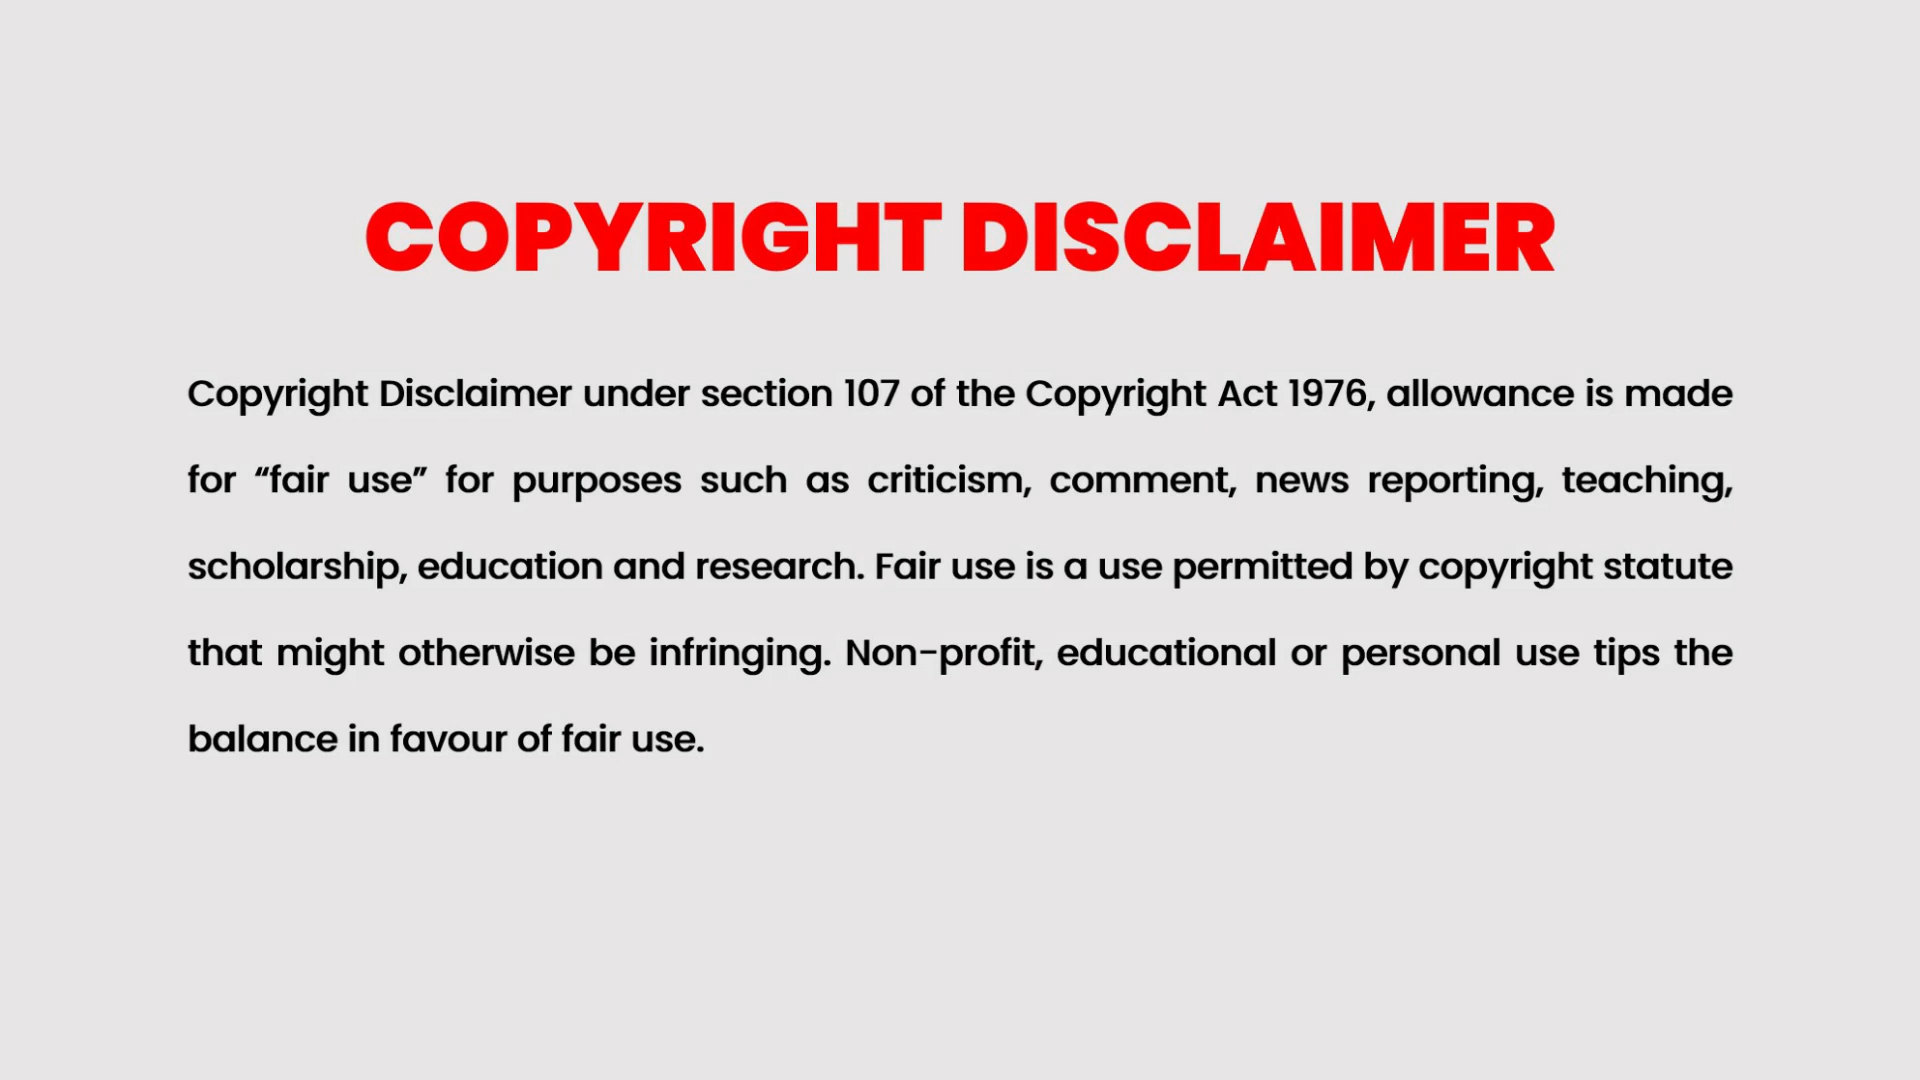 COPYRIGHT DISCLAIMER
Copyright Disclaimer under section 107 of the Copyright Act 1976, allowance is made
for “fair use” for purposes such as criticism, comment, news reporting, teaching,
scholarship, education and research. Fair use is a use permitted by copyright statute
that might otherwise be infringing. Non-profit, educational or personal use tips the
balance in favour of fair use.